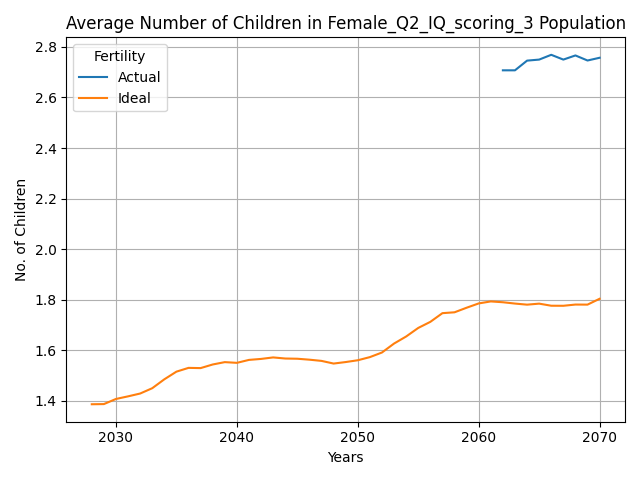 Average Number of Children in Female_Q2_IQ_scoring_3 Population
Fertility
Actual
Ideal
No. of Children
2.8
2.6
2.4
2.2
2.0
1.8
1.6
1.4
2030 2040 2050 2060 2070
Years